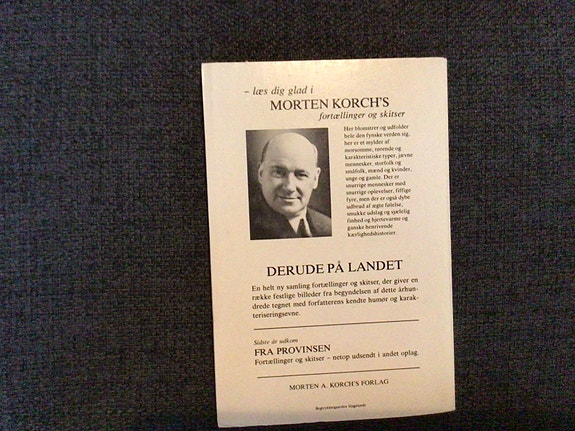 – læs dig glad i
MORTEN KORCH'S
fortællinger og skitser
Her blomstrer og udfolder
hele den fynske verden sig,
her er et mylder af
morsomme, rørende og
karakteristiske typer, jævne
mennesker, storfolk og
småfolk, mænd og kvinder,
unge og gamle. Der er
snurrige mennesker med
snurrige oplevelser, fiffige
fyre, men der er også dybe
udbrud af ægte følelse,
smukke udslag og sjælelig
finhed og hjertevarme og
ganske henrivende
kærlighedshistorier.
DERUDE PÅ LANDET
En helt ny samling fortællinger og skitser, der giver en
række festlige billeder fra begyndelsen af dette århun-
drede tegnet med forfatterens kendte humør og karak-
teriseringsevne.
Sidste år udkom
FRA PROVINSEN
Fortællinger og skitser – netop udsendt i andet oplag.
MORTEN A. KORCH'S FORLAG